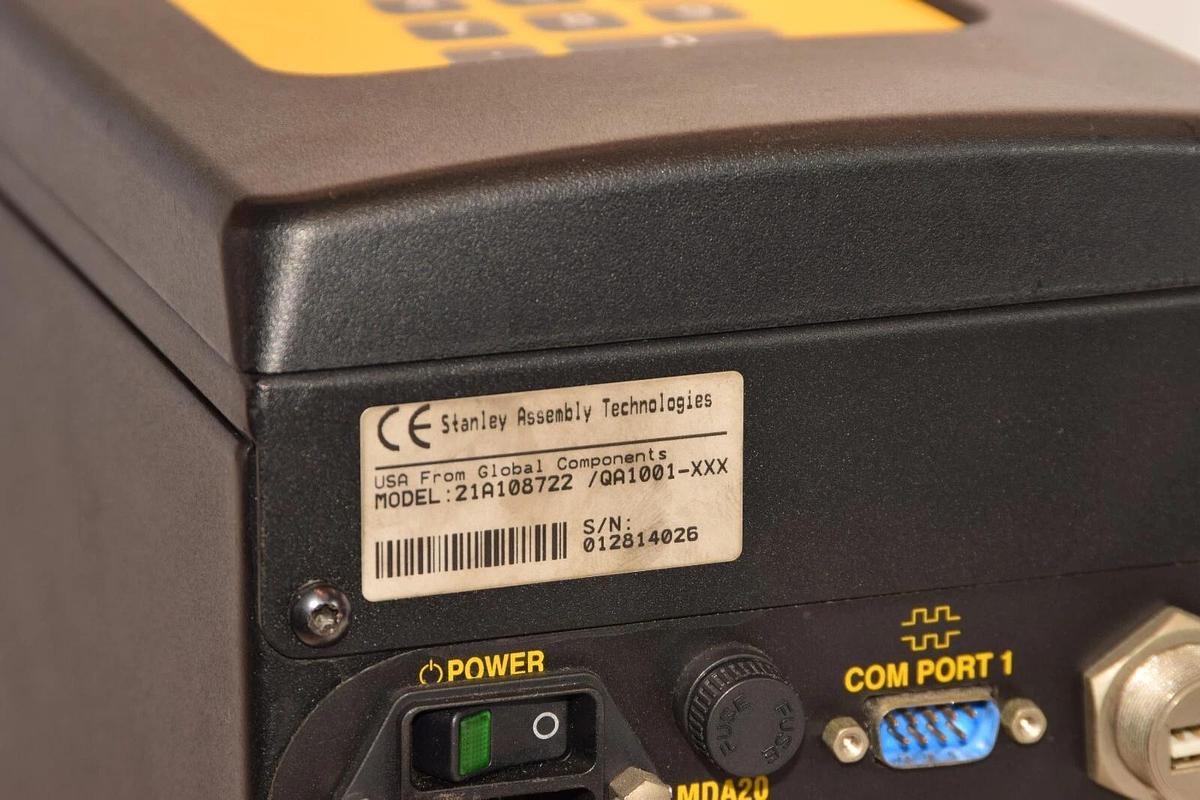 CE Stanley Assembly Technologies
USA From Global Components
MODEL:21A108722 /QA1001-XXX
S/N:
012814026
POWER
O
FUSE FUSE
MDA20
COM PORT 1